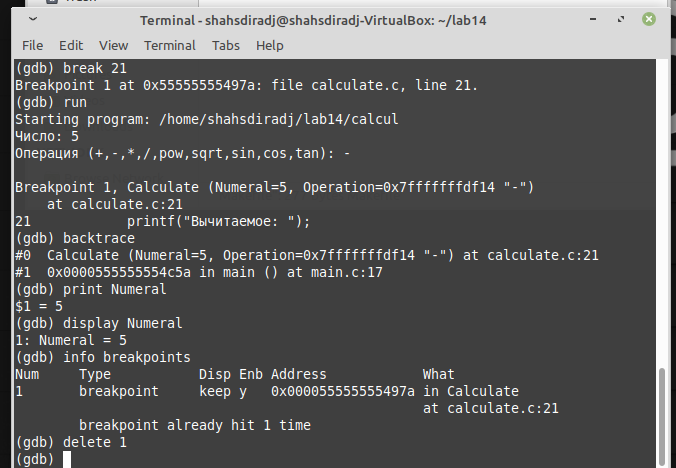 Terminal - shahsdiradj@shahsdiradj-VirtualBox: ~/lab14
File Edit View Terminal Tabs Help
(gdb) break 21
Breakpoint 1 at 0x55555555497a: file calculate.c, line 21.
(gdb) run
Starting program: /home/shahsdiradj/lab14/calcul
Число: 5
Операция (+,-,*,/,pow,sqrt,sin,cos,tan): -
Breakpoint 1, Calculate (Numeral=5, Operation=0x7fffffffdf14 "-")
at calculate.c:21
21 printf("Вычитаемое: ");
(gdb) backtrace
#0 Calculate (Numeral=5, Operation=0x7fffffffdf14 "-") at calculate.c:21
#1 0x0000555555554c5a in main () at main.c:17
(gdb) print Numeral
$1 = 5
(gdb) display Numeral
1: Numeral = 5
(gdb) info breakpoints
Num Type Disp Enb Address What
1 breakpoint keep y 0x000055555555497a in Calculate
at calculate.c:21
breakpoint already hit 1 time
(gdb) delete 1
(gdb)